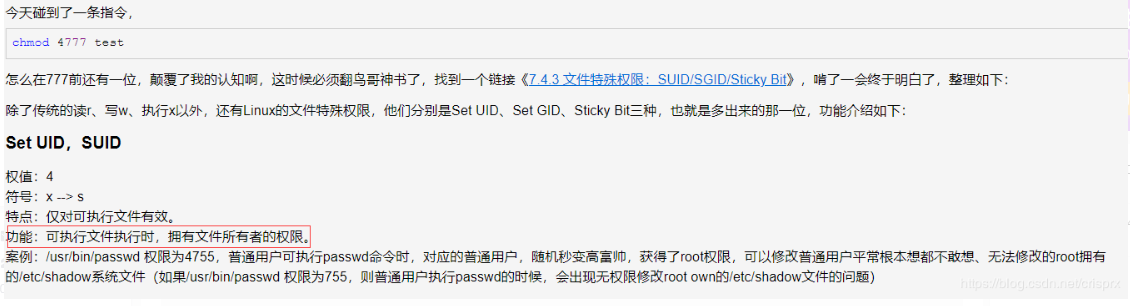 今天碰到了一条指令，
chmod 4777 test
怎么在777前还有一位，颠覆了我的认知啊，这时候必须翻鸟哥神书了，找到一个链接《7.4.3 文件特殊权限：SUID/SGID/Sticky Bit》，啃了一会终于明白了，整理如下：
除了传统的读r、写w、执行x以外，还有Linux的文件特殊权限，他们分别是Set UID、Set GID、Sticky Bit三种，也就是多出来的那一位，功能介绍如下：
Set UID，SUID
权值：4
符号：x --> s
特点：仅对可执行文件有效。
功能：可执行文件执行时，拥有文件所有者的权限。
案例：/usr/bin/passwd 权限为4755，普通用户可执行passwd命令时，对应的普通用户，随机秒变高富帅，获得了root权限，可以修改普通用户平常根本想都不敢想、无法修改的root拥有
的/etc/shadow系统文件（如果/usr/bin/passwd 权限为755，则普通用户执行passwd的时候，会出现无权限修改root own的/etc/shadow文件的问题）
https://blog.csdn.net/crisprx